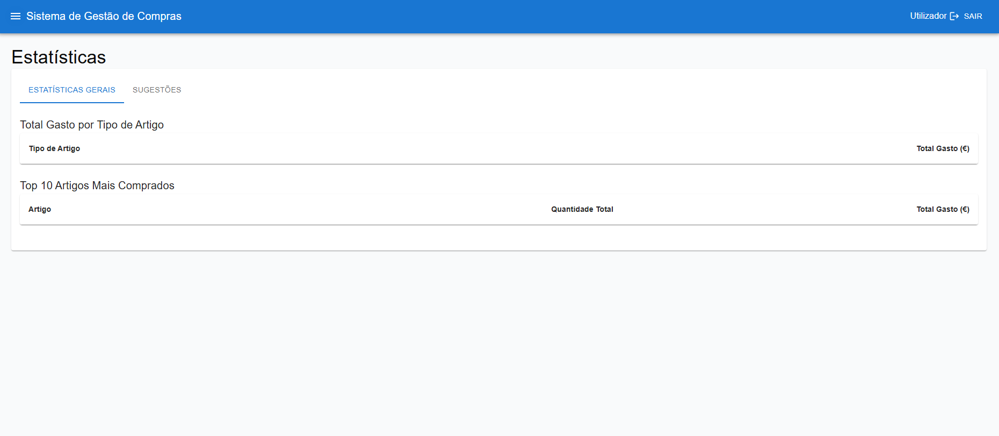 Sistema de Gestão de Compras
Utilizador SAIR
Estatísticas
ESTATÍSTICAS GERAIS SUGESTÕES
Total Gasto por Tipo de Artigo
Tipo de Artigo Total Gasto (€)
Top 10 Artigos Mais Comprados
Artigo Quantidade Total Total Gasto (€)